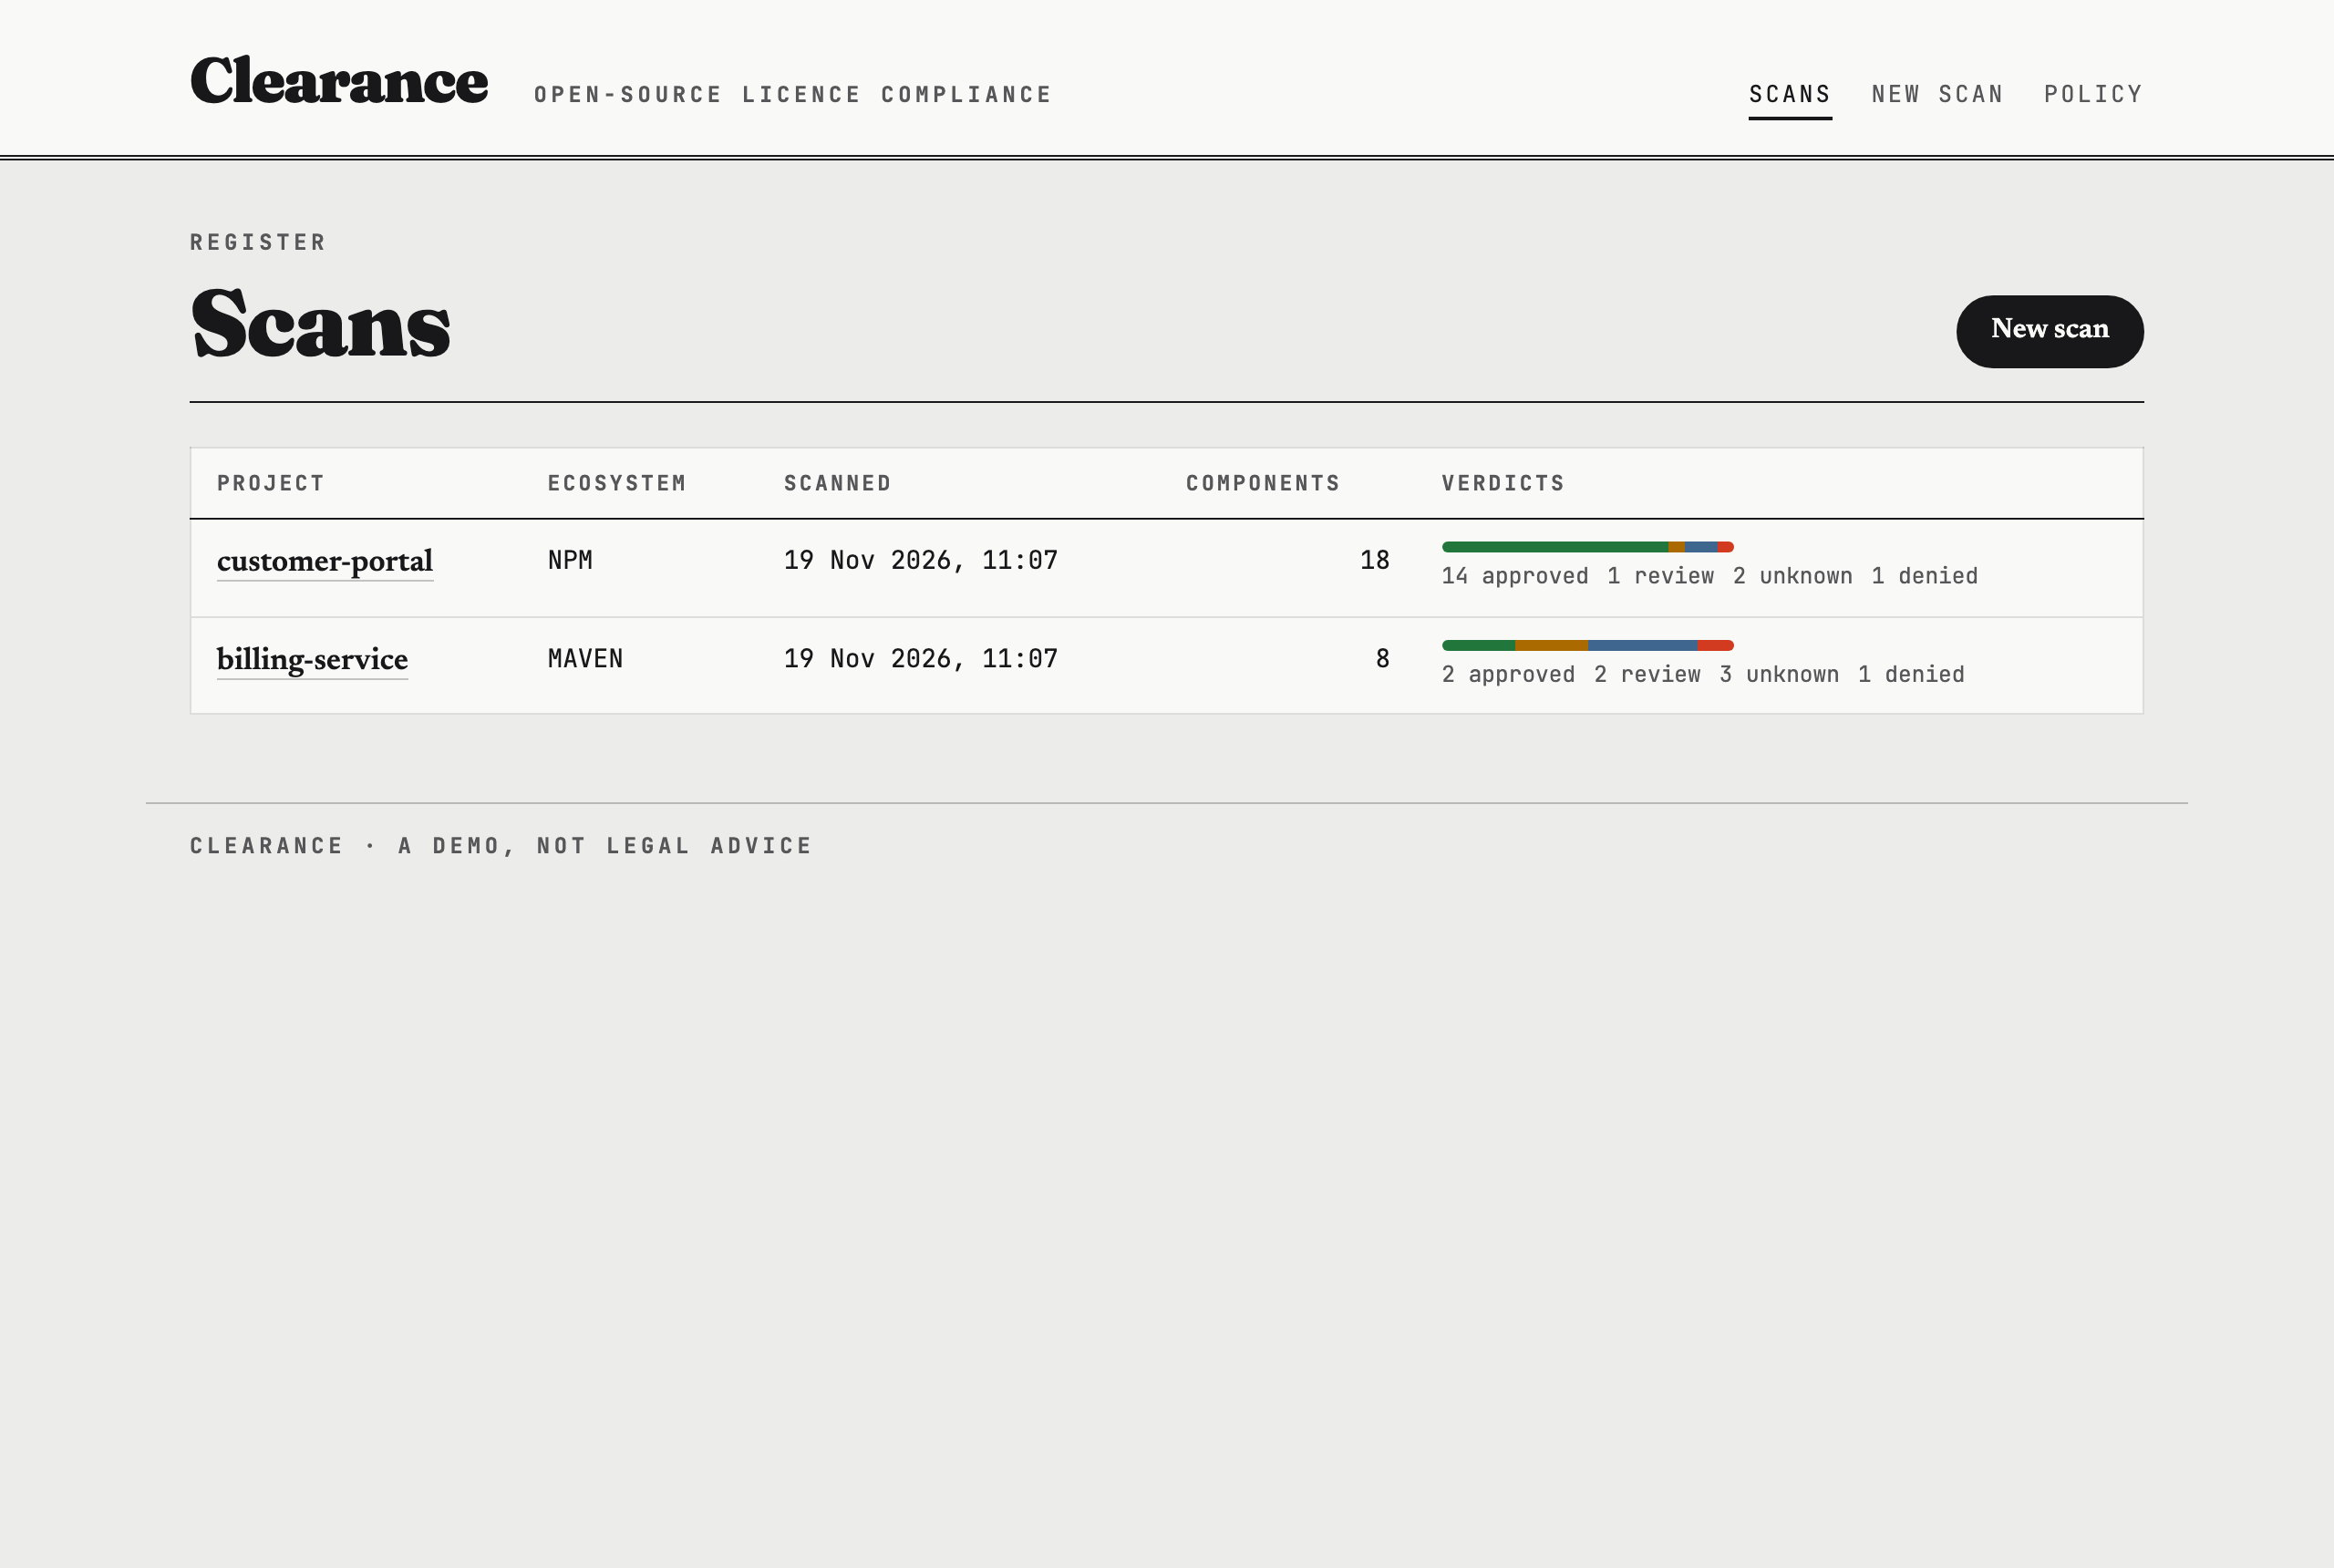 Clearance OPEN-SOURCE LICENCE COMPLIANCE SCANS NEW SCAN POLICY
REGISTER
Scans New scan
PROJECT ECOSYSTEM SCANNED COMPONENTS VERDICTS
customer-portal NPM 19 Nov 2026, 11:07 18
14 approved 1 review 2 unknown 1 denied
billing-service MAVEN 19 Nov 2026, 11:07 8
2 approved 2 review 3 unknown 1 denied
CLEARANCE · A DEMO, NOT LEGAL ADVICE